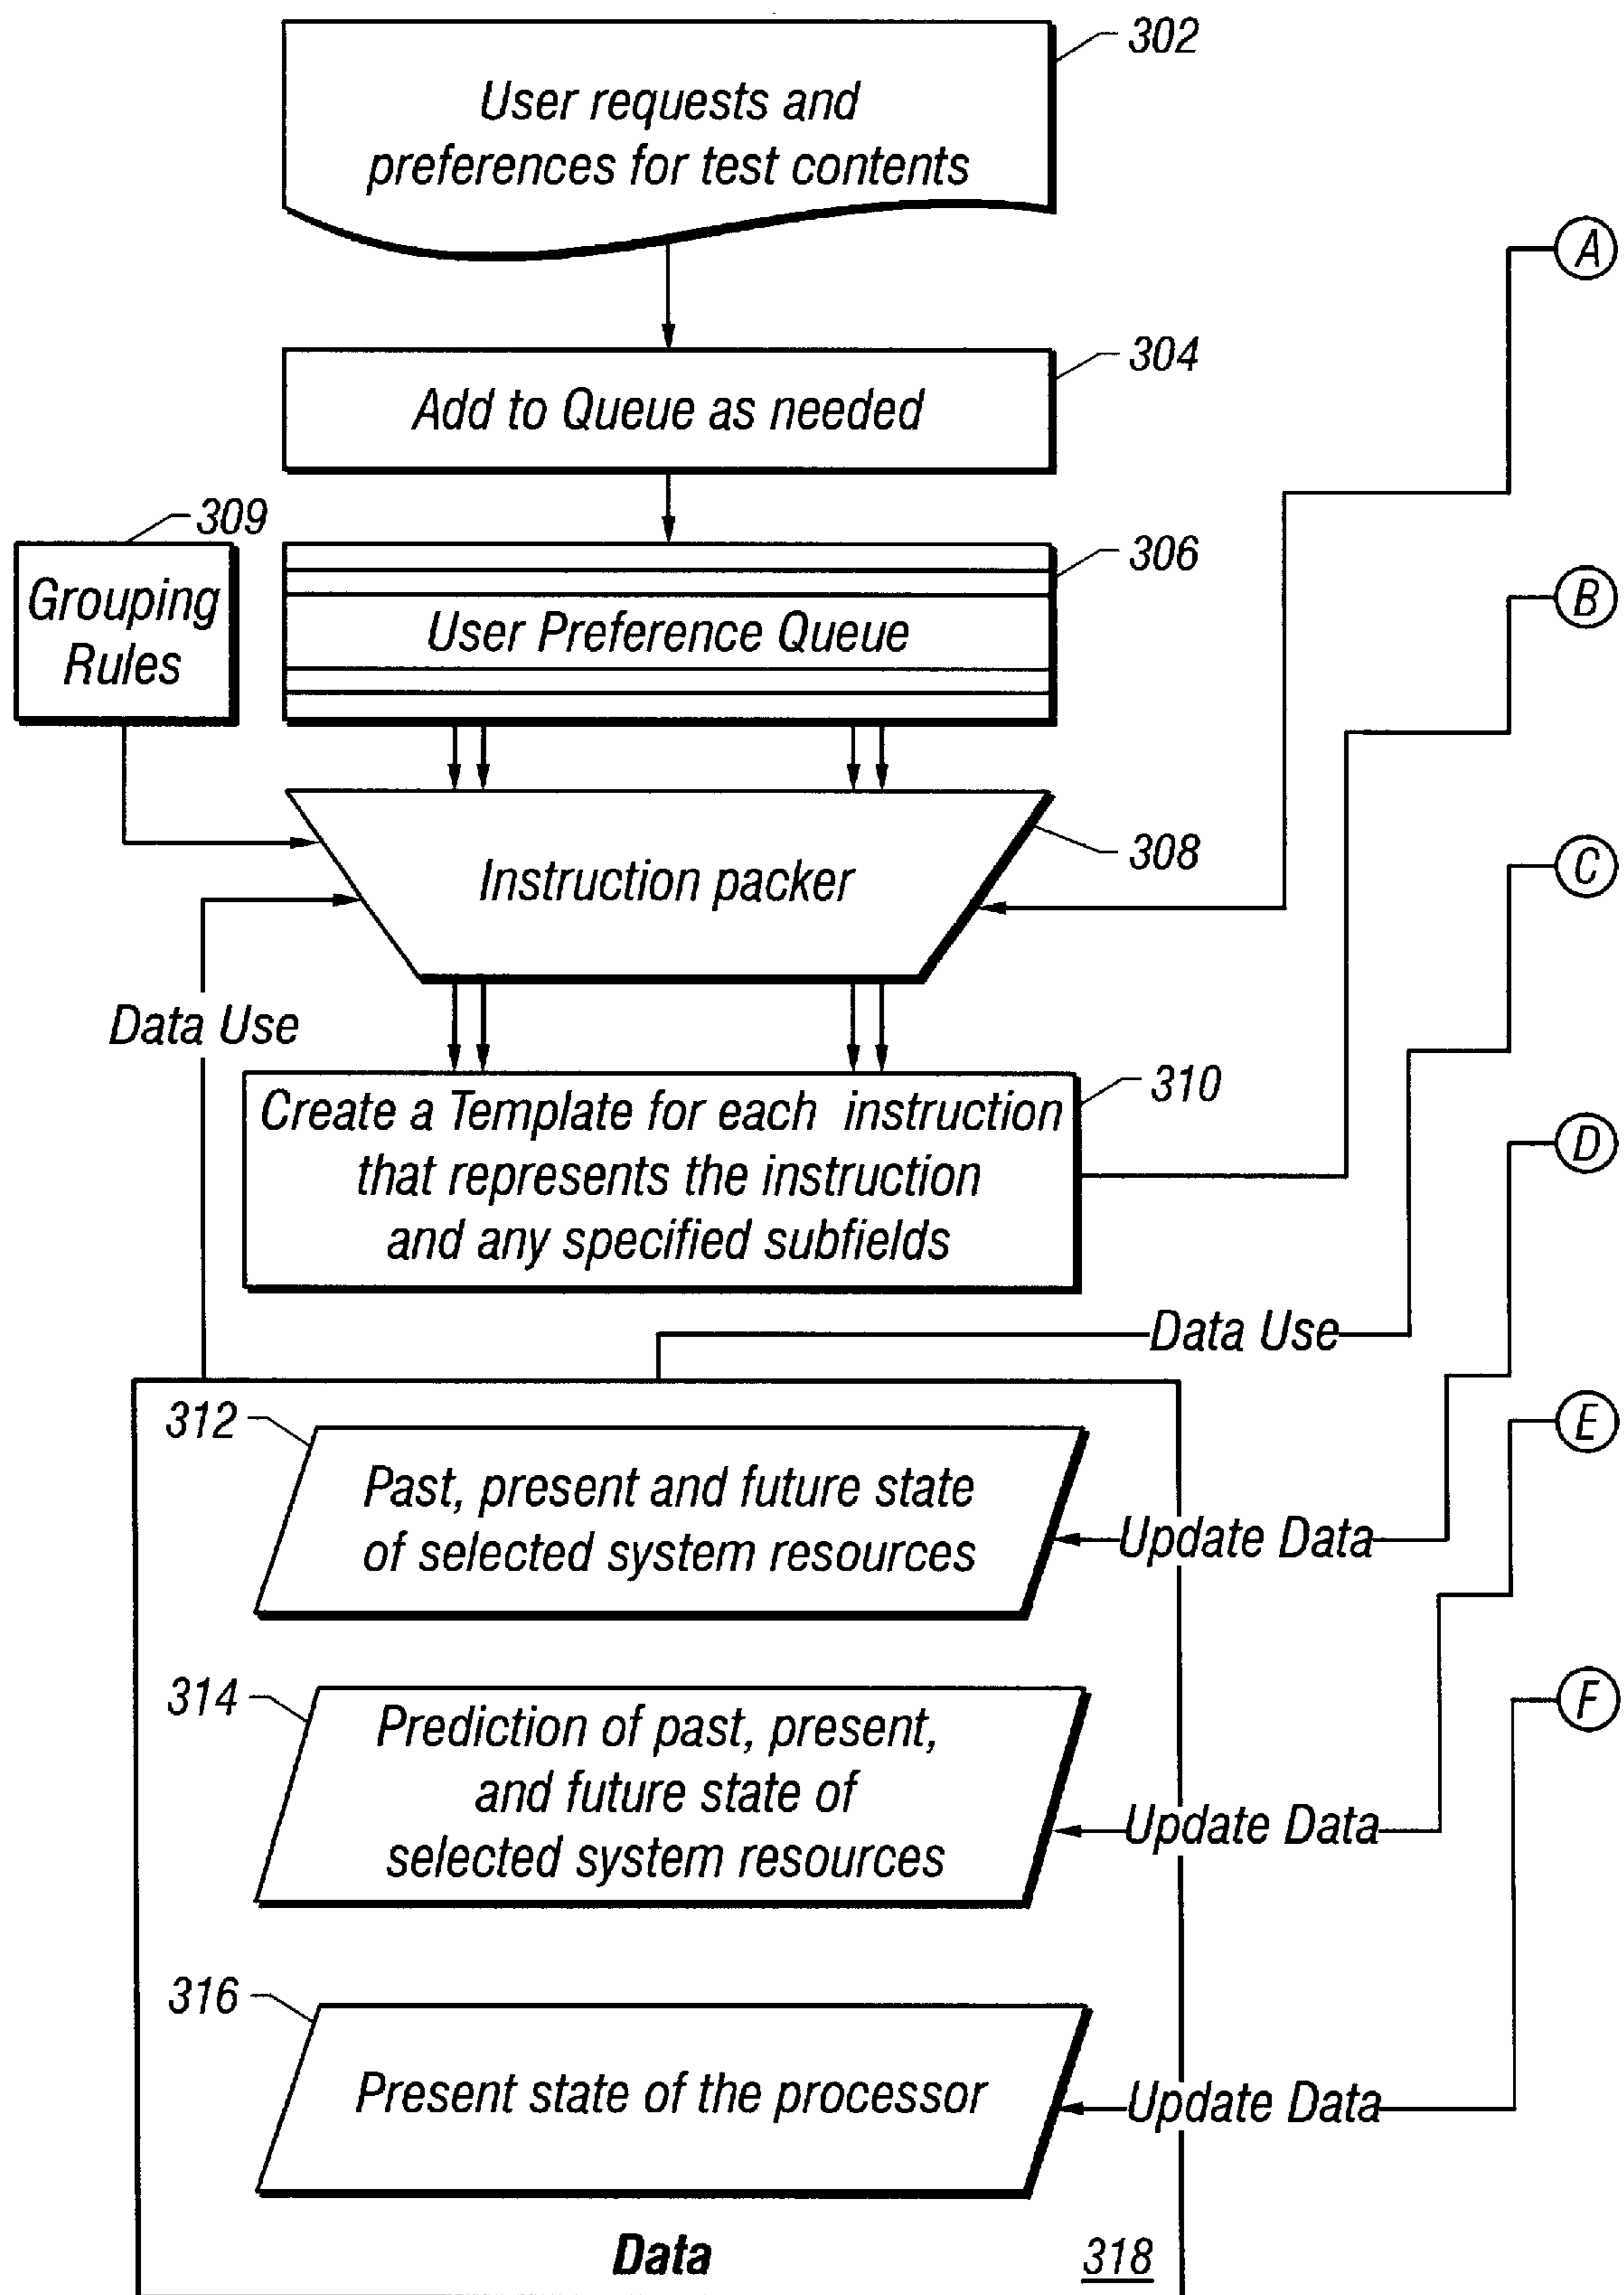 302
User requests and
preferences for test contents
A
304
Add to Queue as needed
309
Grouping
Rules
306
User Preference Queue
B
308
Instruction packer
C
Data Use
310
Create a Template for each instruction
that represents the instruction
and any specified subfields
D
Data Use
312
Past, present and future state
of selected system resources
Update Data
E
314
Prediction of past, present,
and future state of
selected system resources
Update Data
F
316
Present state of the processor
Update Data
Data
318